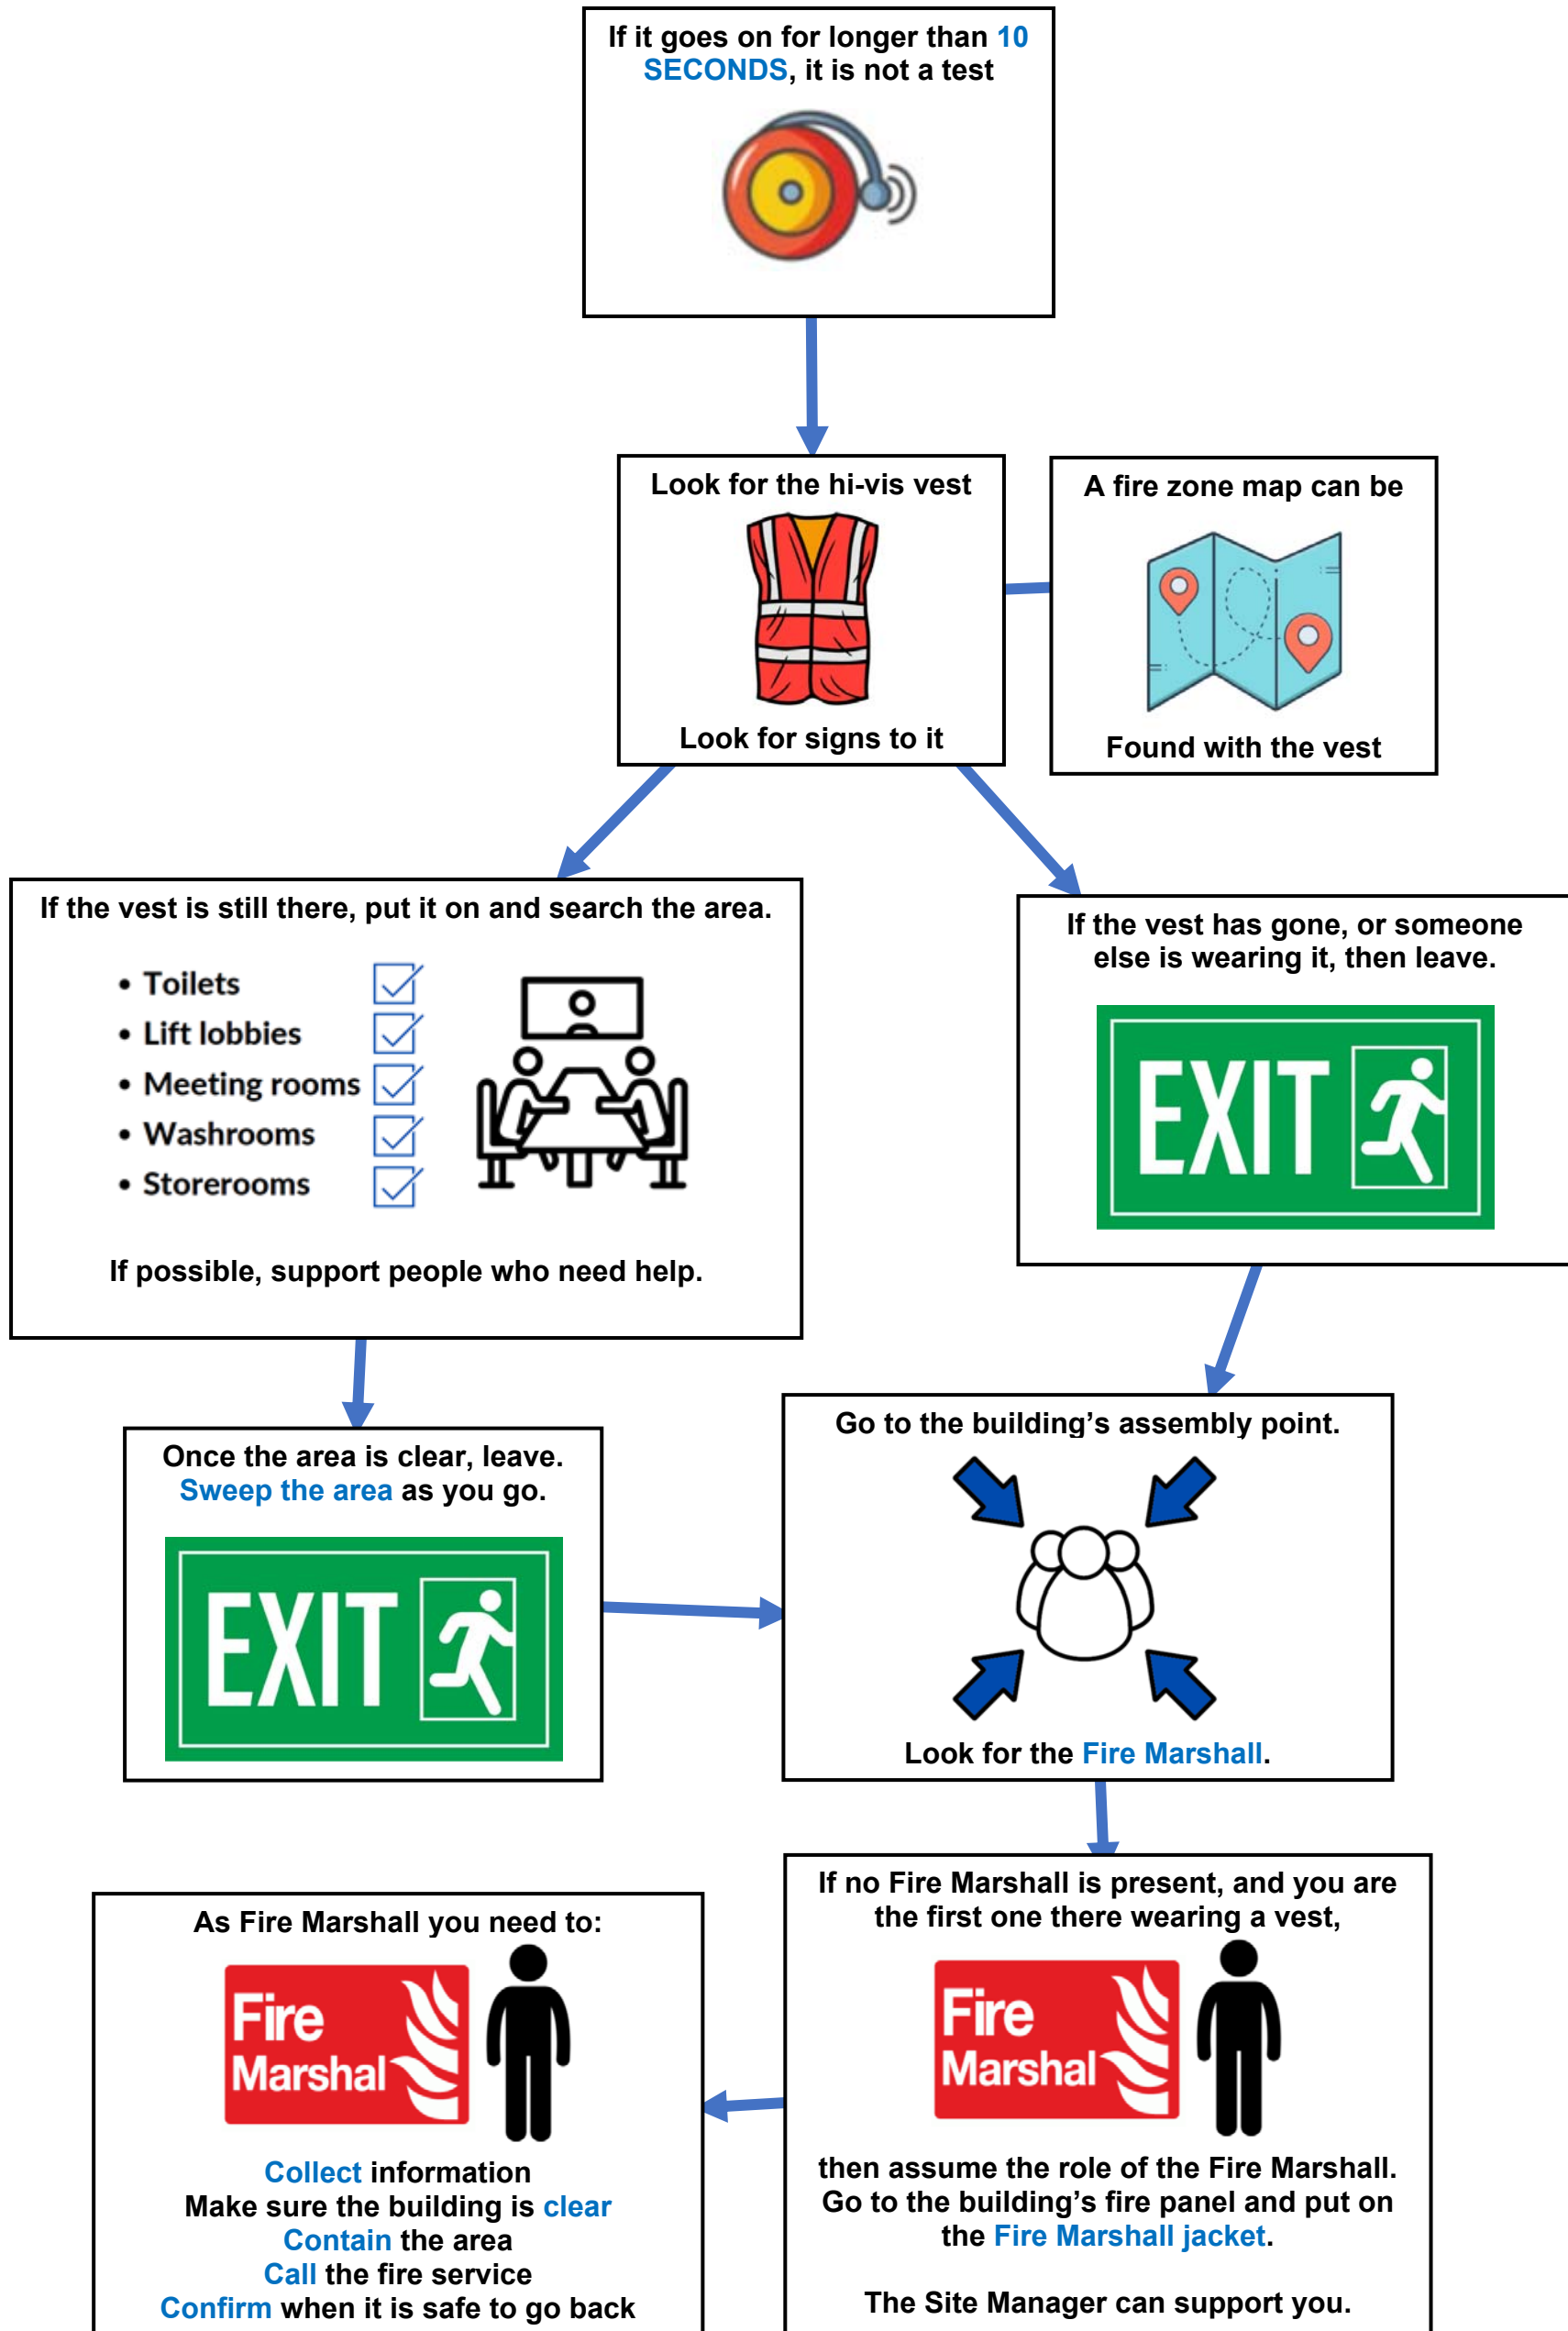 If it goes on for longer than 10
SECONDS, it is not a test
Look for the hi-vis vest
Look for signs to it
A fire zone map can be
Found with the vest
If the vest is still there, put it on and search the area.
• Toilets
• Lift lobbies
• Meeting rooms
• Washrooms
• Storerooms
If possible, support people who need help.
If the vest has gone, or someone
else is wearing it, then leave.
EXIT
Once the area is clear, leave.
Sweep the area as you go.
EXIT
Go to the building’s assembly point.
Look for the Fire Marshall.
If no Fire Marshall is present, and you are
the first one there wearing a vest,
Fire
Marshal
then assume the role of the Fire Marshall.
Go to the building’s fire panel and put on
the Fire Marshall jacket.
The Site Manager can support you.
As Fire Marshall you need to:
Fire
Marshal
Collect information
Make sure the building is clear
Contain the area
Call the fire service
Confirm when it is safe to go back